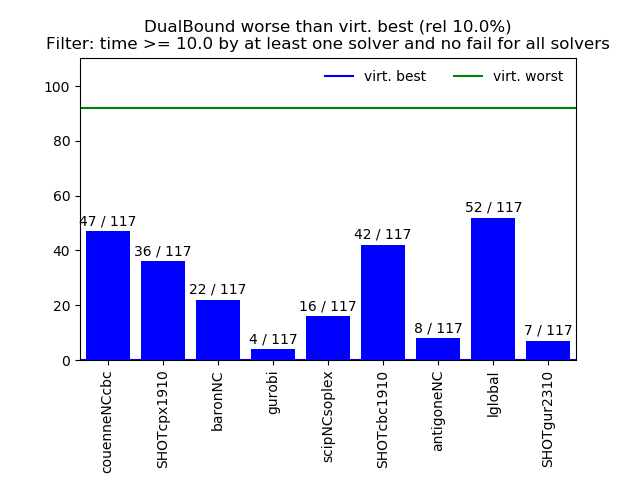 DualBound worse than virt. best (rel 10.0%)
Filter: time >= 10.0 by at least one solver and no fail for all solvers
virt. best
virt. worst
100
80
60
40
20
0
47 / 117
36 / 117
22 / 117
4 / 117
16 / 117
42 / 117
8 / 117
52 / 117
7 / 117
couenneNCcbc
SHOTcpx1910
baronNC
gurobi
scipNCsoplex
SHOTcbc1910
antigoneNC
lglobal
SHOTgur2310